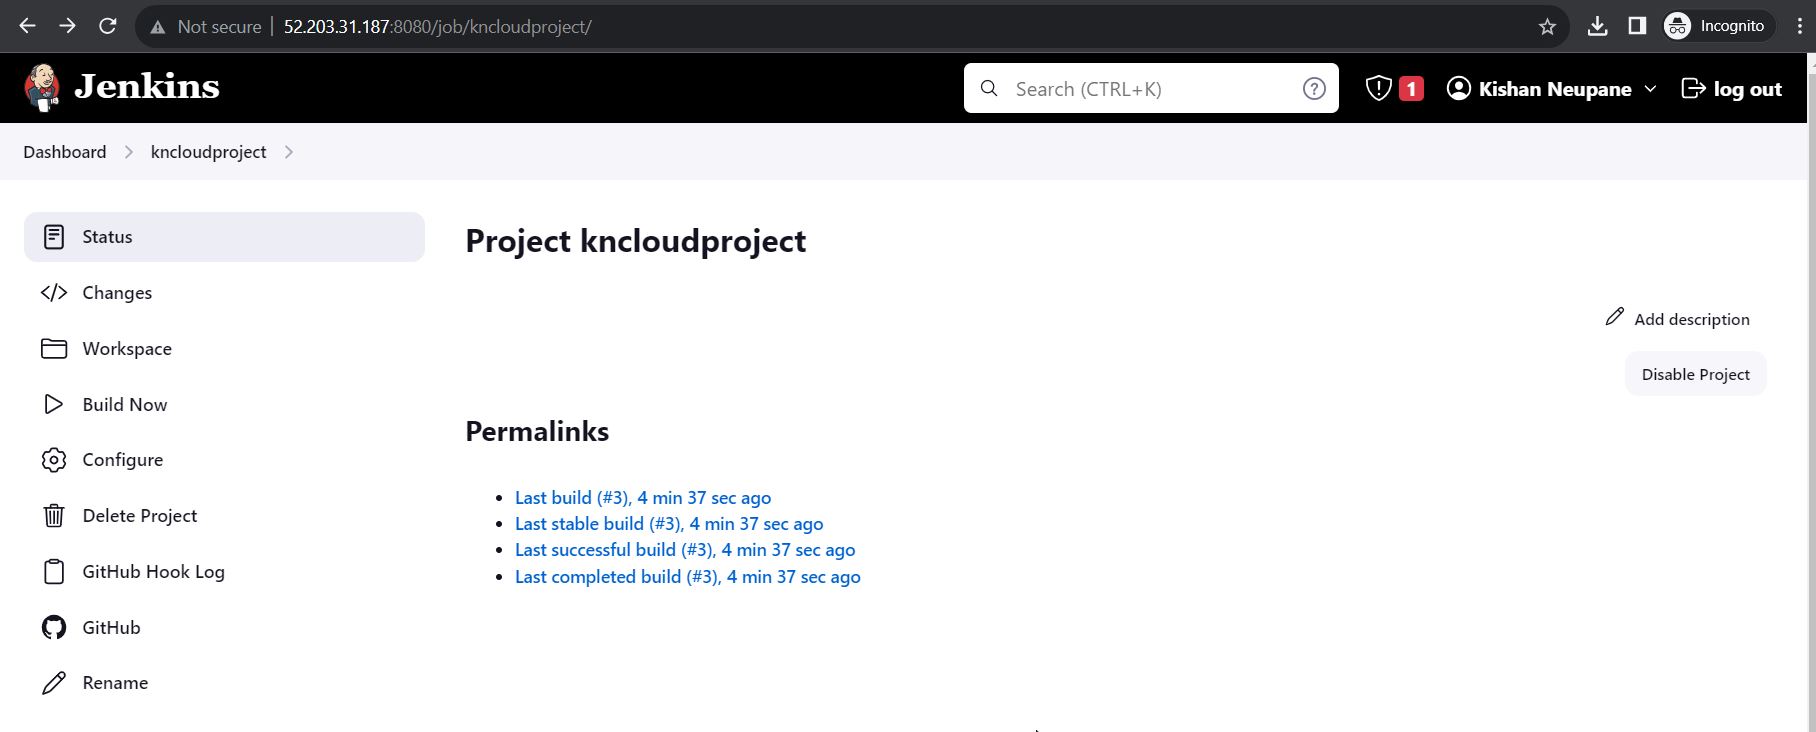 Not secure 52.203.31.187:8080/job/kncloudproject/ Incognito
Jenkins Search (CTRL+K) ? 1 Kishan Neupane log out
Dashboard kncloudproject
Status
Changes
Workspace
Build Now
Configure
Delete Project
GitHub Hook Log
GitHub
Rename
Project kncloudproject
Add description
Disable Project
Permalinks
Last build (#3), 4 min 37 sec ago
Last stable build (#3), 4 min 37 sec ago
Last successful build (#3), 4 min 37 sec ago
Last completed build (#3), 4 min 37 sec ago